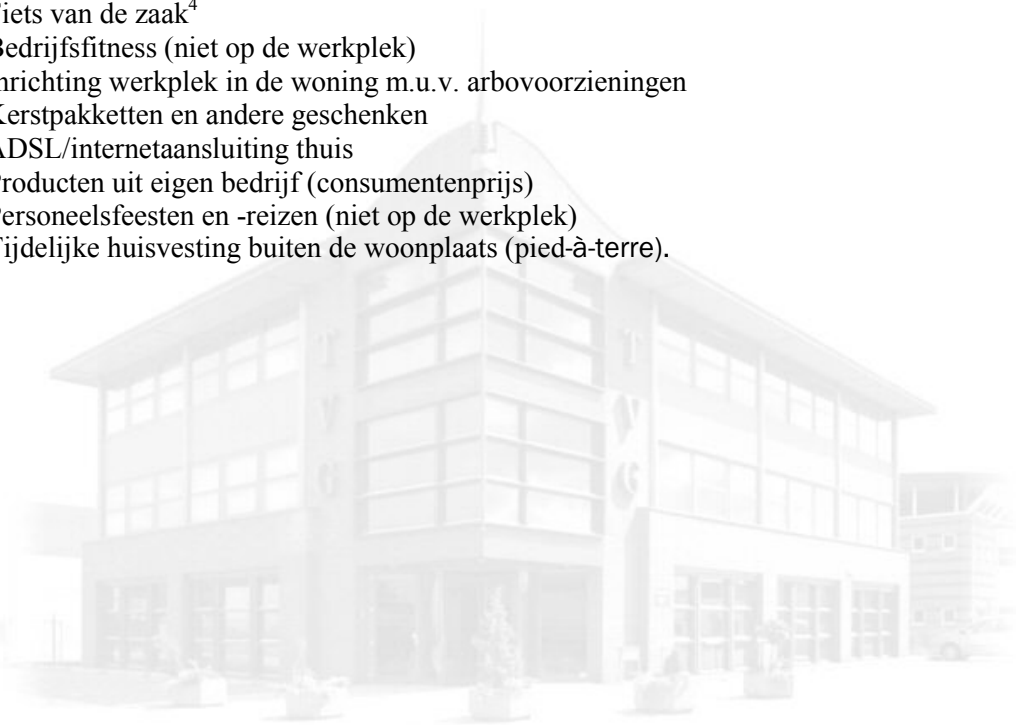 iets van de zaak⁴
Bedrijfsfitness (niet op de werkplek)
nrichting werkplek in de woning m.u.v. arbovoorzieningen
Kerstpakketten en andere geschenken
ADSL/internetaansluiting thuis
Producten uit eigen bedrijf (consumentenprijs)
Personeelsfeesten en -reizen (niet op de werkplek)
Tijdelijke huisvesting buiten de woonplaats (pied-à-terre).
T
V
G
T
V
G